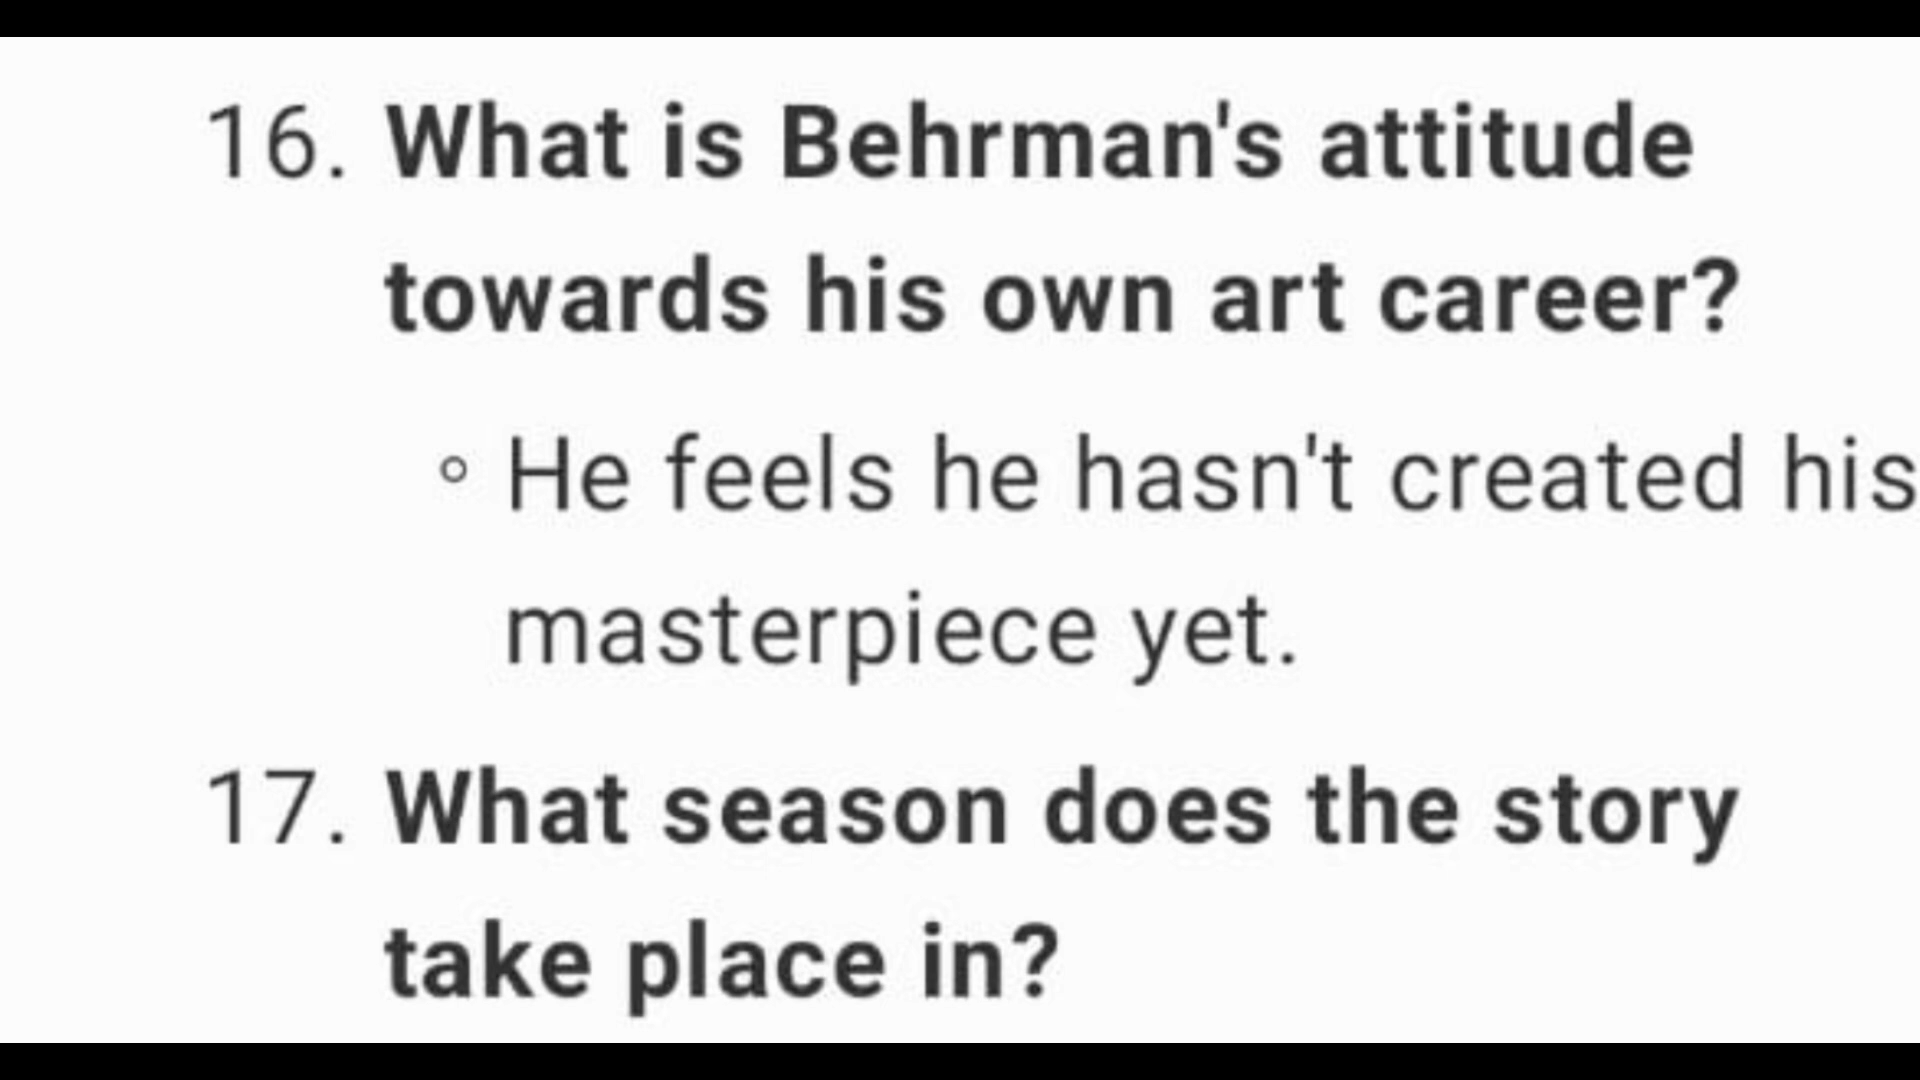 16. What is Behrman's attitude
towards his own art career?
◦ He feels he hasn't created his
masterpiece yet.
17. What season does the story
take place in?